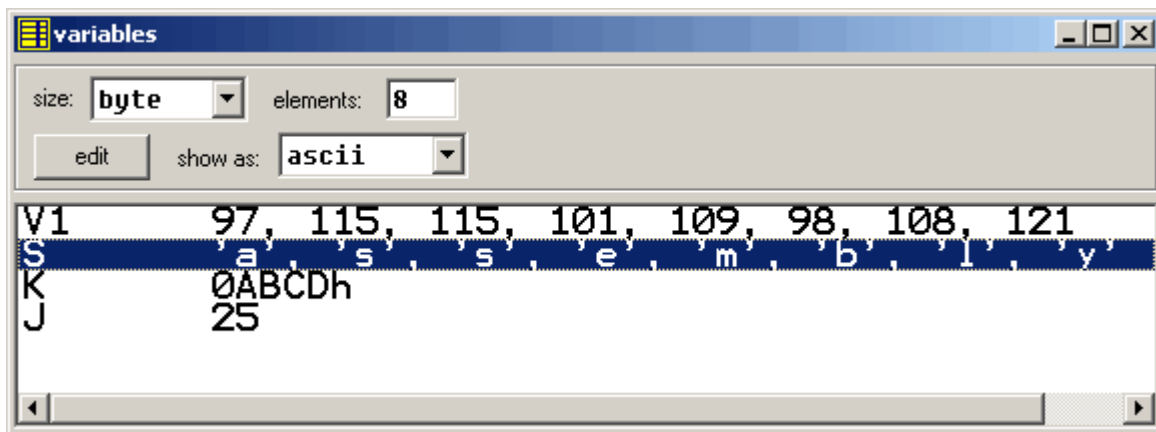 variables
size: byte elements: 8
edit show as: ascii
V1 97, 115, 115, 101, 109, 98, 108, 121
S 'a', 's', 's', 'e', 'm', 'b', 'l', 'y'
K 0ABCDh
J 25